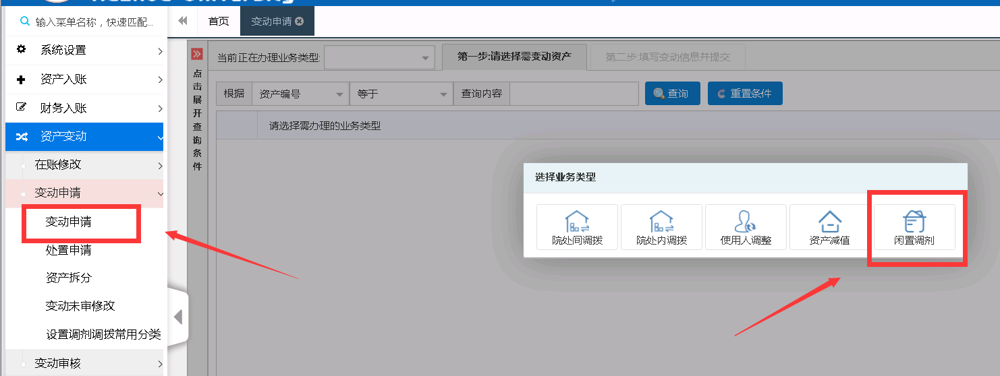 输入菜单名称，快速匹配...
首页
变动申请
系统设置
资产入账
财务入账
资产变动
在账修改
变动申请
变动申请
处置申请
资产拆分
变动未审修改
设置调剂调拨常用分类
变动审核
点击展开查询条件
当前正在办理业务类型:
第一步:请选择需变动资产
第二步:填写变动信息并提交
根据
资产编号
等于
查询内容
查询
重置条件
请选择需办理的业务类型
选择业务类型
院处间调拨
院处内调拨
使用人调整
资产减值
闲置调剂